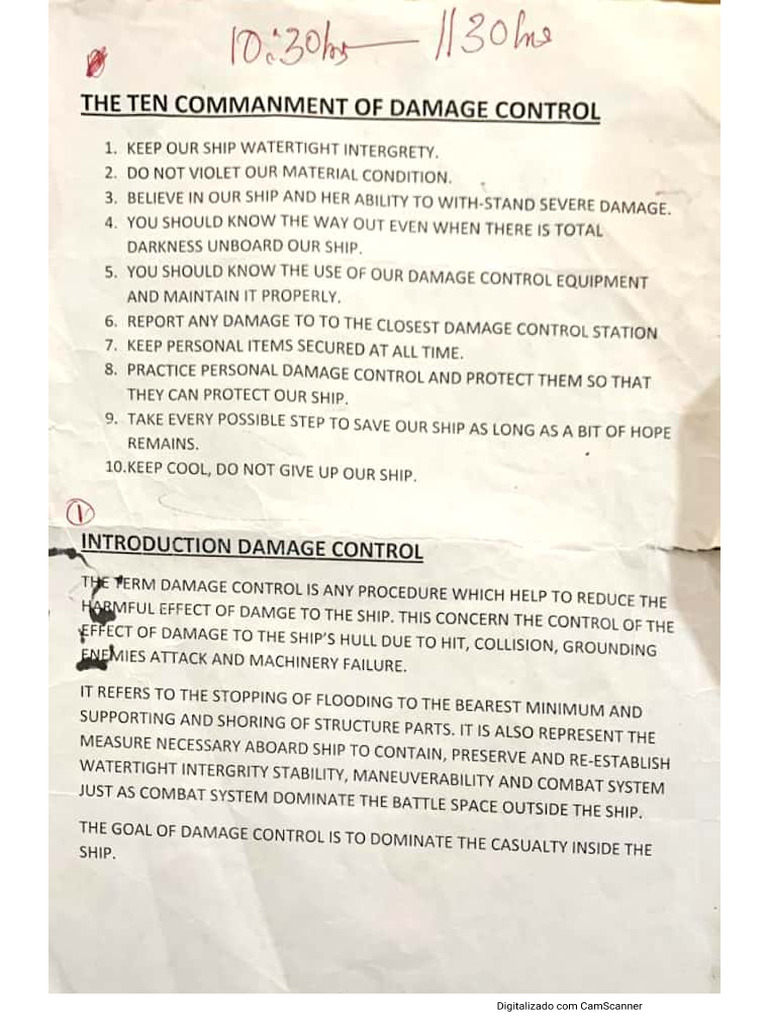 10:30hrs — 1130hrs
THE TEN COMMANMENT OF DAMAGE CONTROL
1. KEEP OUR SHIP WATERTIGHT INTERGRETY.
2. DO NOT VIOLET OUR MATERIAL CONDITION.
3. BELIEVE IN OUR SHIP AND HER ABILITY TO WITH-STAND SEVERE DAMAGE.
4. YOU SHOULD KNOW THE WAY OUT EVEN WHEN THERE IS TOTAL
DARKNESS UNBOARD OUR SHIP.
5. YOU SHOULD KNOW THE USE OF OUR DAMAGE CONTROL EQUIPMENT
AND MAINTAIN IT PROPERLY.
6. REPORT ANY DAMAGE TO TO THE CLOSEST DAMAGE CONTROL STATION
7. KEEP PERSONAL ITEMS SECURED AT ALL TIME.
8. PRACTICE PERSONAL DAMAGE CONTROL AND PROTECT THEM SO THAT
THEY CAN PROTECT OUR SHIP.
9. TAKE EVERY POSSIBLE STEP TO SAVE OUR SHIP AS LONG AS A BIT OF HOPE
REMAINS.
10.KEEP COOL, DO NOT GIVE UP OUR SHIP.
1
INTRODUCTION DAMAGE CONTROL
THE TERM DAMAGE CONTROL IS ANY PROCEDURE WHICH HELP TO REDUCE THE
HARMFUL EFFECT OF DAMGE TO THE SHIP. THIS CONCERN THE CONTROL OF THE
EFFECT OF DAMAGE TO THE SHIP'S HULL DUE TO HIT, COLLISION, GROUNDING
ENEMIES ATTACK AND MACHINERY FAILURE.
IT REFERS TO THE STOPPING OF FLOODING TO THE BEAREST MINIMUM AND
SUPPORTING AND SHORING OF STRUCTURE PARTS. IT IS ALSO REPRESENT THE
MEASURE NECESSARY ABOARD SHIP TO CONTAIN, PRESERVE AND RE-ESTABLISH
WATERTIGHT INTERGRITY STABILITY, MANEUVERABILITY AND COMBAT SYSTEM
JUST AS COMBAT SYSTEM DOMINATE THE BATTLE SPACE OUTSIDE THE SHIP.
THE GOAL OF DAMAGE CONTROL IS TO DOMINATE THE CASUALTY INSIDE THE
SHIP.
Digitalizado com CamScanner